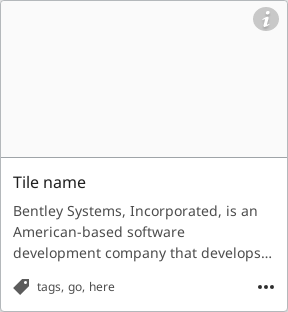 Tile name
Bentley Systems, Incorporated, is an
American-based software
development company that develops...
tags, go, here